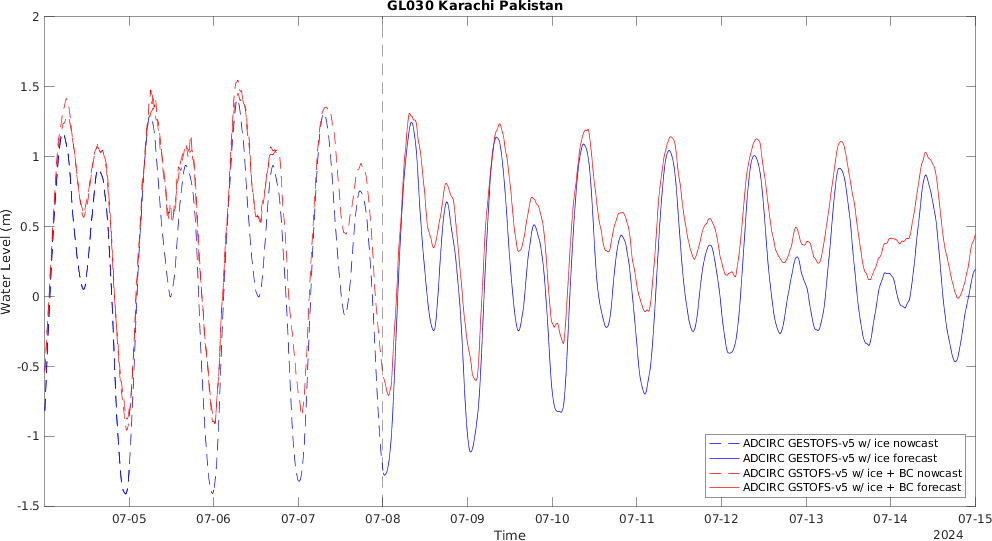 GL030 Karachi Pakistan
Water Level (m)
2
1.5
1
0.5
0
-0.5
-1
-1.5
ADCIRC GESTOFS-v5 w/ ice nowcast
ADCIRC GESTOFS-v5 w/ ice forecast
ADCIRC GSTOFS-v5 w/ ice + BC nowcast
ADCIRC GSTOFS-v5 w/ ice + BC forecast
07-05 07-06 07-07 07-08 07-09 07-10 07-11 07-12 07-13 07-14 07-15
Time
2024